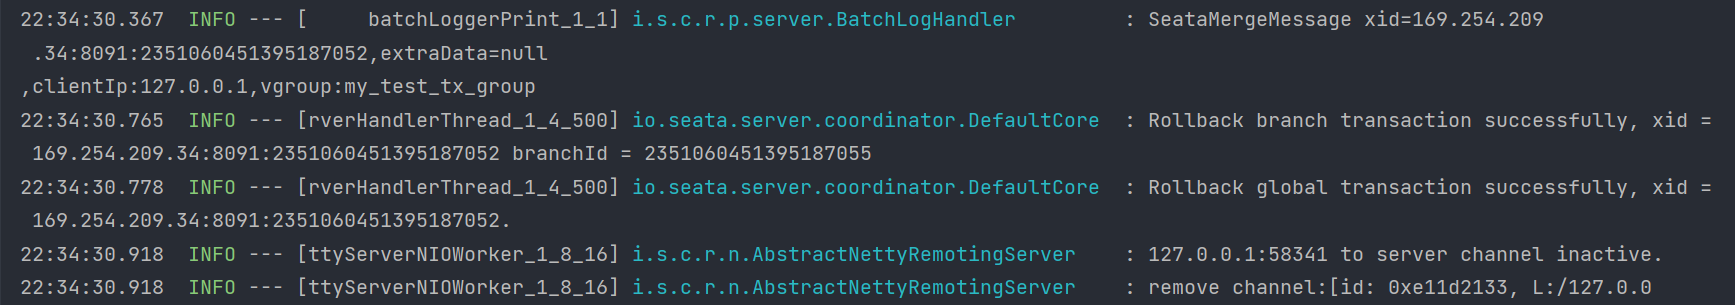 22:34:30.367  INFO --- [     batchLoggerPrint_1_1] i.s.c.r.p.server.BatchLogHandler         : SeataMergeMessage xid=169.254.209
.34:8091:2351060451395187052,extraData=null
,clientIp:127.0.0.1,vgroup:my_test_tx_group
22:34:30.765  INFO --- [rverHandlerThread_1_4_500] io.seata.server.coordinator.DefaultCore  : Rollback branch transaction successfully, xid =
169.254.209.34:8091:2351060451395187052 branchId = 2351060451395187055
22:34:30.778  INFO --- [rverHandlerThread_1_4_500] io.seata.server.coordinator.DefaultCore  : Rollback global transaction successfully, xid =
169.254.209.34:8091:2351060451395187052.
22:34:30.918  INFO --- [ttyServerNIOWorker_1_8_16] i.s.c.r.n.AbstractNettyRemotingServer    : 127.0.0.1:58341 to server channel inactive.
22:34:30.918  INFO --- [ttyServerNIOWorker_1_8_16] i.s.c.r.n.AbstractNettyRemotingServer    : remove channel:[id: 0xe11d2133, L:/127.0.0